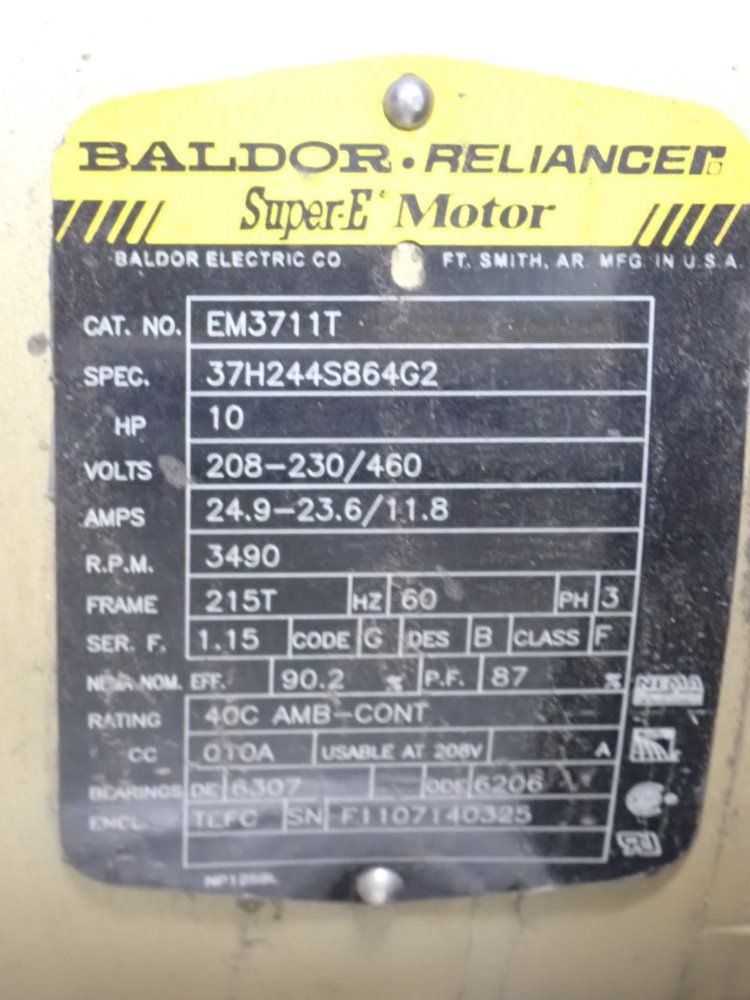 BALDOR • RELIANCE
Super-E Motor
BALDOR ELECTRIC CO. FT. SMITH, AR. MFG. IN U.S.A.
CAT. NO. EM3711T
SPEC. 37H244S864G2
HP 10
VOLTS 208-230/460
AMPS 24.9-23.6/11.8
R.P.M. 3490
FRAME 215T HZ 60 PH 3
SER. F. 1.15 CODE G DES B CLASS F
NEMA NOM. EFF. 90.2 % P.F. 87 %
RATING 40C AMB-CONT
CC 010A USABLE AT 208V A
BEARINGS DE 6307 ODE 6206
ENCL. TEFC SN F1107140325
NEMA